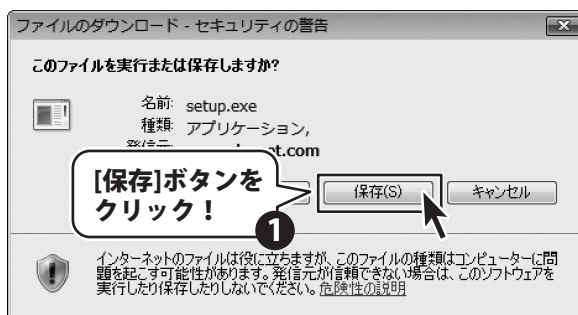 ファイルのダウンロード - セキュリティの警告
このファイルを実行または保存しますか?
名前: setup.exe
種類: アプリケーション,
発信元: et.com
[保存]ボタンを
クリック！
保存(S)
キャンセル
1
インターネットのファイルは役に立ちますが、このファイルの種類はコンピューターに問
題を起こす可能性があります。発信元が信頼できない場合は、このソフトウェアを
実行したり保存したりしないでください。危険性の説明